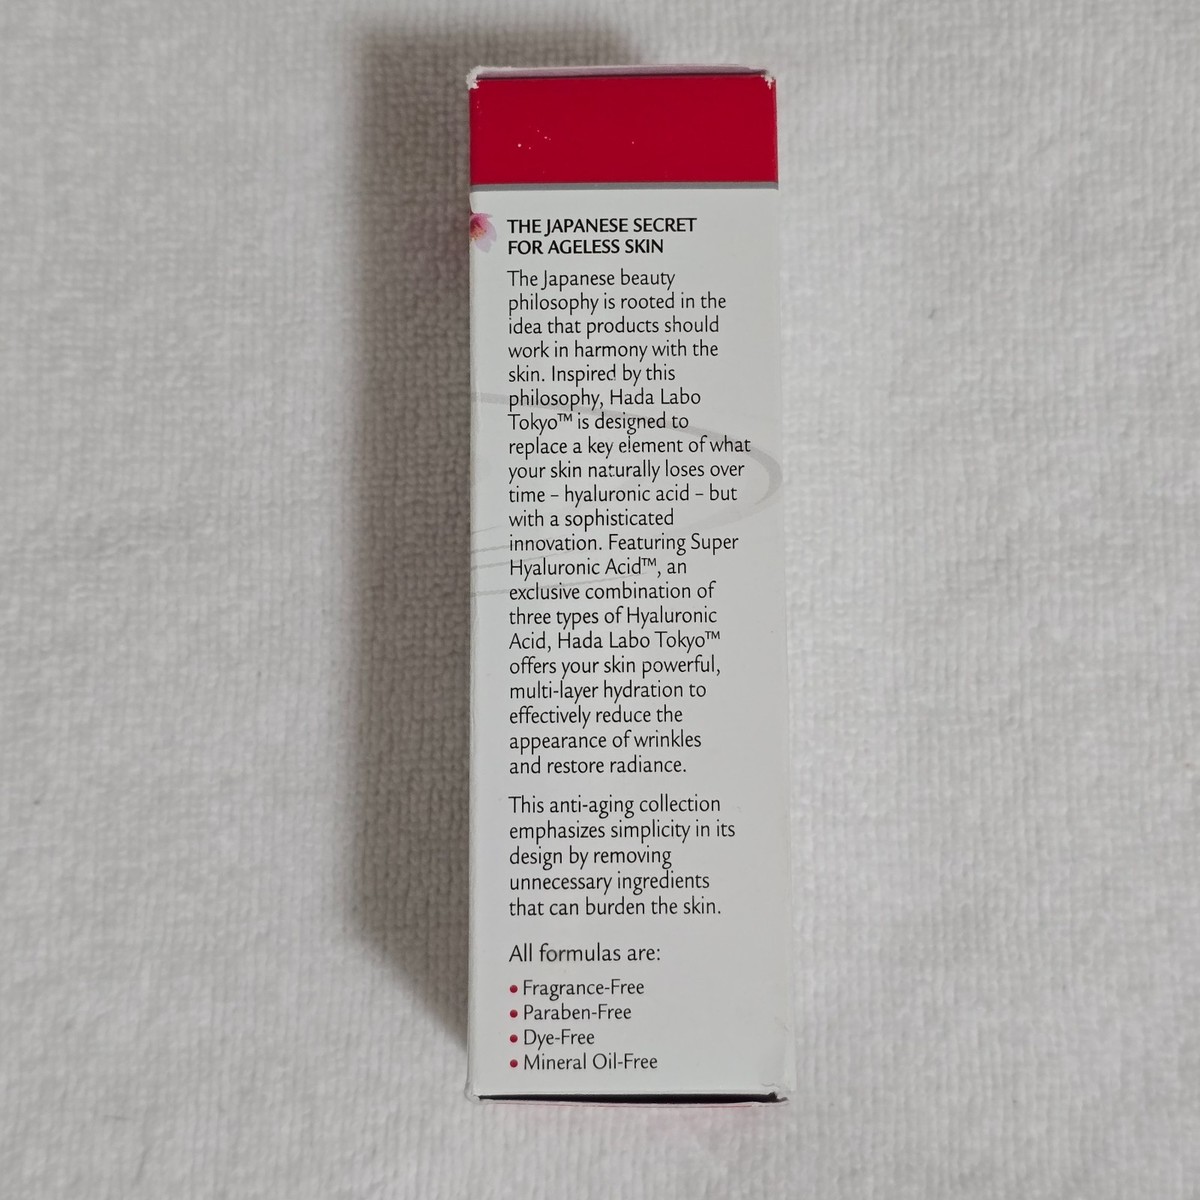 THE JAPANESE SECRET
FOR AGELESS SKIN
The Japanese beauty
philosophy is rooted in the
idea that products should
work in harmony with the
skin. Inspired by this
philosophy, Hada Labo
Tokyo™ is designed to
replace a key element of what
your skin naturally loses over
time – hyaluronic acid – but
with a sophisticated
innovation. Featuring Super
Hyaluronic Acid™, an
exclusive combination of
three types of Hyaluronic
Acid, Hada Labo Tokyo™
offers your skin powerful,
multi-layer hydration to
effectively reduce the
appearance of wrinkles
and restore radiance.
This anti-aging collection
emphasizes simplicity in its
design by removing
unnecessary ingredients
that can burden the skin.
All formulas are:
• Fragrance-Free
• Paraben-Free
• Dye-Free
• Mineral Oil-Free